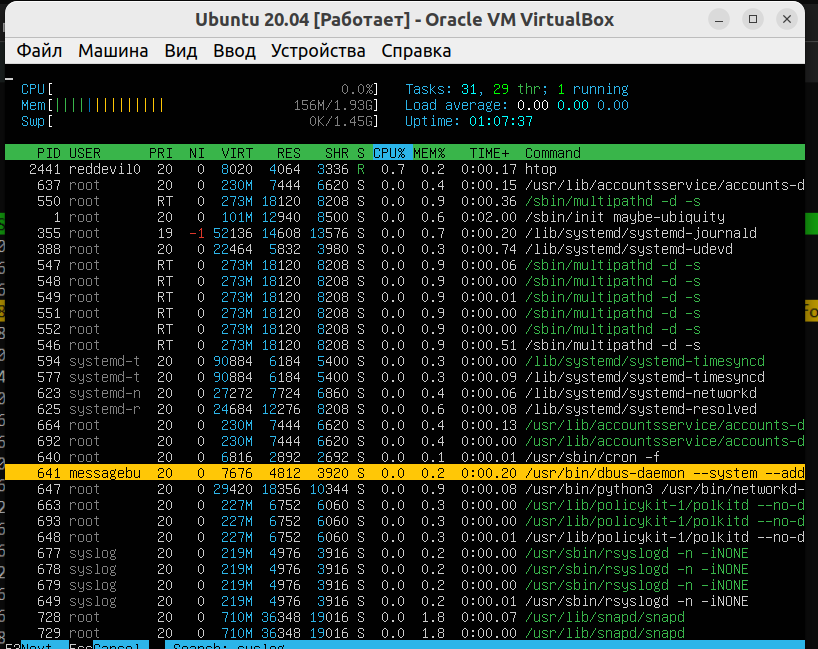 Ubuntu 20.04 [Работает] - Oracle VM VirtualBox
Файл Машина Вид Ввод Устройства Справка
CPU[ 0.0%] Tasks: 31, 29 thr; 1 running
Mem[|||||||||||||| 156M/1.93G] Load average: 0.00 0.00 0.00
Swp[ 0K/1.45G] Uptime: 01:07:37
PID USER PRI NI VIRT RES SHR S CPU% MEM% TIME+ Command
2441 reddevil0 20 0 8020 4064 3336 R 0.7 0.2 0:00.17 htop
637 root 20 0 230M 7444 6620 S 0.0 0.4 0:00.15 /usr/lib/accountsservice/accounts-d
550 root RT 0 273M 18120 8208 S 0.0 0.9 0:00.36 /sbin/multipathd -d -s
1 root 20 0 101M 12940 8500 S 0.0 0.6 0:02.00 /sbin/init maybe-ubiquity
355 root 19 -1 52136 14608 13576 S 0.0 0.7 0:00.20 /lib/systemd/systemd-journald
388 root 20 0 22464 5832 3980 S 0.0 0.3 0:00.74 /lib/systemd/systemd-udevd
547 root RT 0 273M 18120 8208 S 0.0 0.9 0:00.06 /sbin/multipathd -d -s
548 root RT 0 273M 18120 8208 S 0.0 0.9 0:00.00 /sbin/multipathd -d -s
549 root RT 0 273M 18120 8208 S 0.0 0.9 0:00.01 /sbin/multipathd -d -s
551 root RT 0 273M 18120 8208 S 0.0 0.9 0:00.00 /sbin/multipathd -d -s
552 root RT 0 273M 18120 8208 S 0.0 0.9 0:00.00 /sbin/multipathd -d -s
546 root RT 0 273M 18120 8208 S 0.0 0.9 0:00.51 /sbin/multipathd -d -s
594 systemd-t 20 0 90884 6184 5400 S 0.0 0.3 0:00.00 /lib/systemd/systemd-timesyncd
577 systemd-t 20 0 90884 6184 5400 S 0.0 0.3 0:00.09 /lib/systemd/systemd-timesyncd
623 systemd-n 20 0 27272 7724 6860 S 0.0 0.4 0:00.06 /lib/systemd/systemd-networkd
625 systemd-r 20 0 24684 12276 8208 S 0.0 0.6 0:00.08 /lib/systemd/systemd-resolved
664 root 20 0 230M 7444 6620 S 0.0 0.4 0:00.13 /usr/lib/accountsservice/accounts-d
692 root 20 0 230M 7444 6620 S 0.0 0.4 0:00.00 /usr/lib/accountsservice/accounts-d
640 root 20 0 6816 2892 2692 S 0.0 0.1 0:00.01 /usr/sbin/cron -f
641 messagebu 20 0 7676 4812 3920 S 0.0 0.2 0:00.20 /usr/bin/dbus-daemon --system --add
647 root 20 0 29420 18356 10344 S 0.0 0.9 0:00.08 /usr/bin/python3 /usr/bin/networkd-
663 root 20 0 227M 6752 6060 S 0.0 0.3 0:00.00 /usr/lib/policykit-1/polkitd --no-d
693 root 20 0 227M 6752 6060 S 0.0 0.3 0:00.00 /usr/lib/policykit-1/polkitd --no-d
648 root 20 0 227M 6752 6060 S 0.0 0.3 0:00.01 /usr/lib/policykit-1/polkitd --no-d
677 syslog 20 0 219M 4976 3916 S 0.0 0.2 0:00.00 /usr/sbin/rsyslogd -n -iNONE
678 syslog 20 0 219M 4976 3916 S 0.0 0.2 0:00.00 /usr/sbin/rsyslogd -n -iNONE
679 syslog 20 0 219M 4976 3916 S 0.0 0.2 0:00.00 /usr/sbin/rsyslogd -n -iNONE
649 syslog 20 0 219M 4976 3916 S 0.0 0.2 0:00.01 /usr/sbin/rsyslogd -n -iNONE
728 root 20 0 710M 36348 19016 S 0.0 1.8 0:00.07 /usr/lib/snapd/snapd
729 root 20 0 710M 36348 19016 S 0.0 1.8 0:00.00 /usr/lib/snapd/snapd
F3Next EscCancel Search: syslog